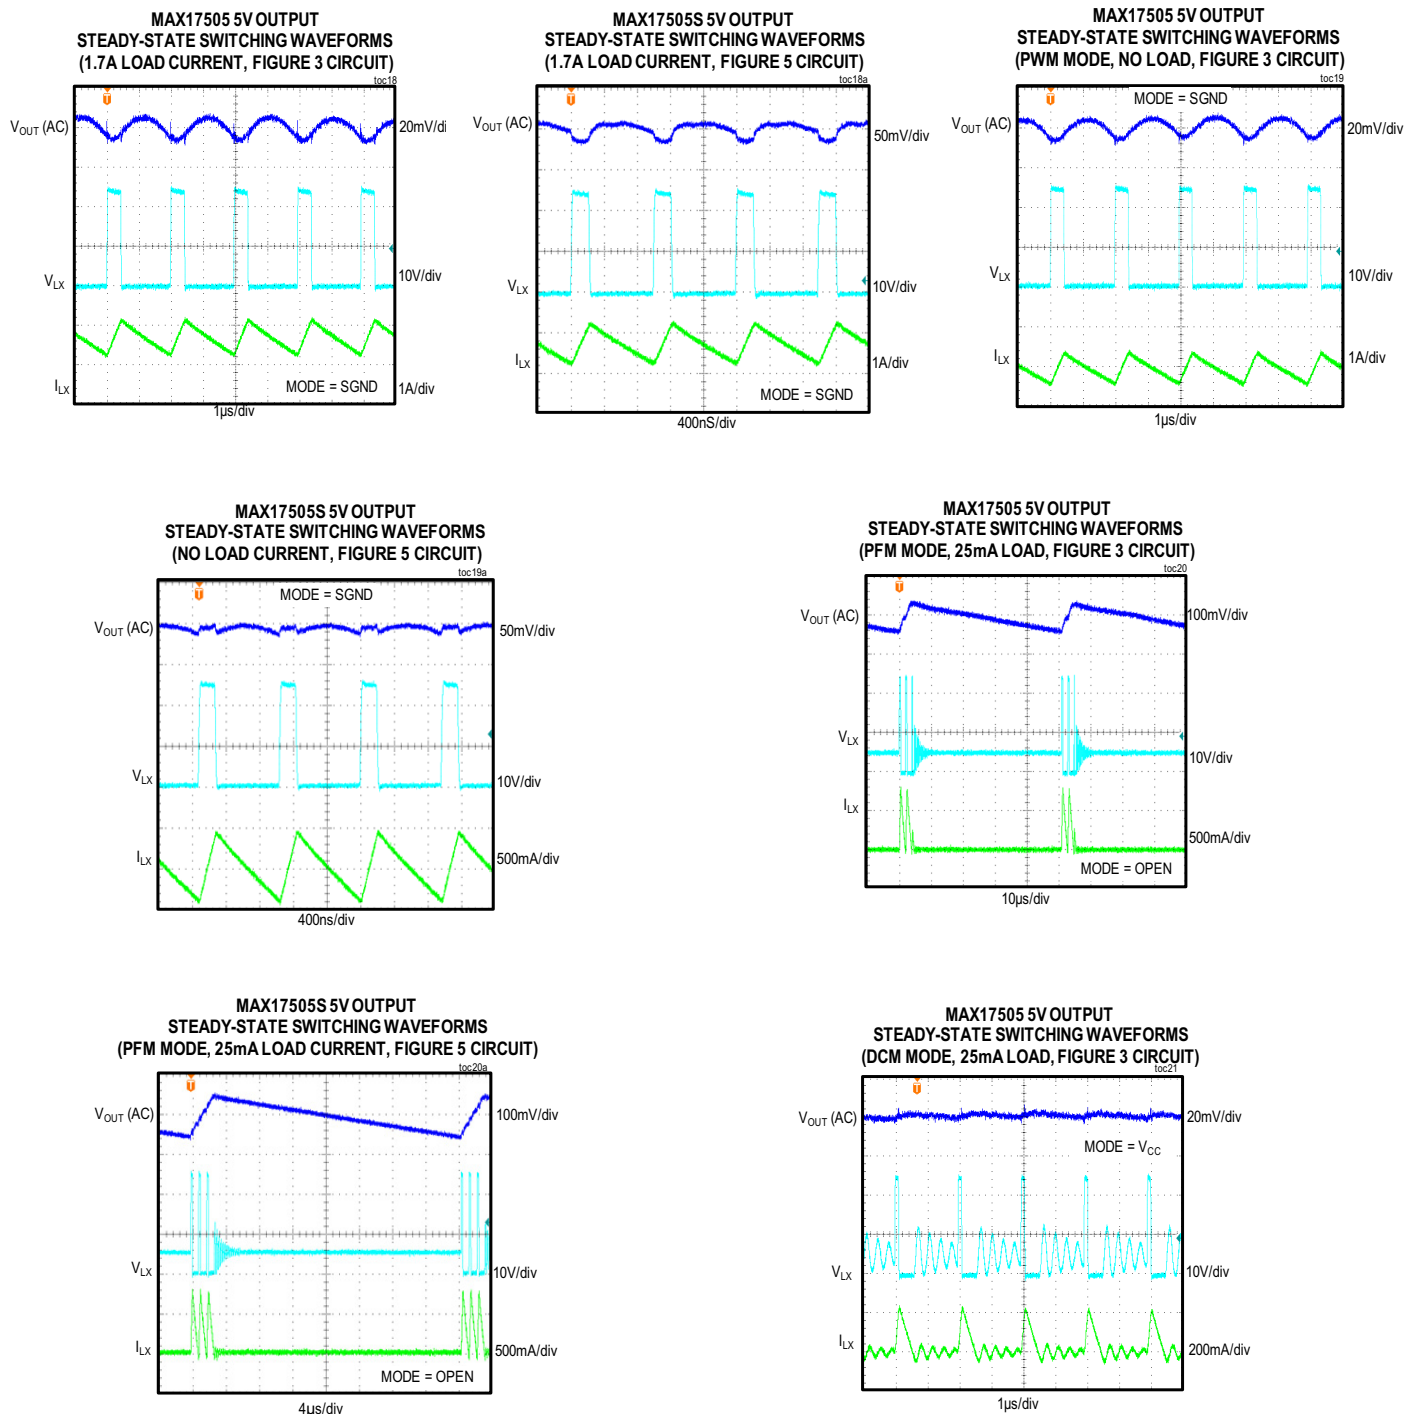 MAX17505 5V OUTPUT
STEADY-STATE SWITCHING WAVEFORMS
(1.7A LOAD CURRENT, FIGURE 3 CIRCUIT)
toc18
T
VOUT (AC)
20mV/di
VLX
10V/div
ILX
MODE = SGND
1A/div
1µs/div
MAX17505S 5V OUTPUT
STEADY-STATE SWITCHING WAVEFORMS
(1.7A LOAD CURRENT, FIGURE 5 CIRCUIT)
toc18a
T
VOUT (AC)
50mV/div
VLX
10V/div
ILX
1A/div
MODE = SGND
400nS/div
MAX17505 5V OUTPUT
STEADY-STATE SWITCHING WAVEFORMS
(PWM MODE, NO LOAD, FIGURE 3 CIRCUIT)
toc19
T
MODE = SGND
VOUT (AC)
20mV/div
VLX
10V/div
ILX
1A/div
1µs/div
MAX17505S 5V OUTPUT
STEADY-STATE SWITCHING WAVEFORMS
(NO LOAD CURRENT, FIGURE 5 CIRCUIT)
toc19a
T
MODE = SGND
VOUT (AC)
50mV/div
VLX
10V/div
ILX
500mA/div
400ns/div
MAX17505 5V OUTPUT
STEADY-STATE SWITCHING WAVEFORMS
(PFM MODE, 25mA LOAD, FIGURE 3 CIRCUIT)
toc20
T
VOUT (AC)
100mV/div
VLX
10V/div
ILX
500mA/div
MODE = OPEN
10µs/div
MAX17505S 5V OUTPUT
STEADY-STATE SWITCHING WAVEFORMS
(PFM MODE, 25mA LOAD CURRENT, FIGURE 5 CIRCUIT)
toc20a
T
VOUT (AC)
100mV/div
VLX
10V/div
ILX
500mA/div
MODE = OPEN
4µs/div
MAX17505 5V OUTPUT
STEADY-STATE SWITCHING WAVEFORMS
(DCM MODE, 25mA LOAD, FIGURE 3 CIRCUIT)
toc21
T
VOUT (AC)
20mV/div
MODE = VCC
VLX
10V/div
ILX
200mA/div
1µs/div